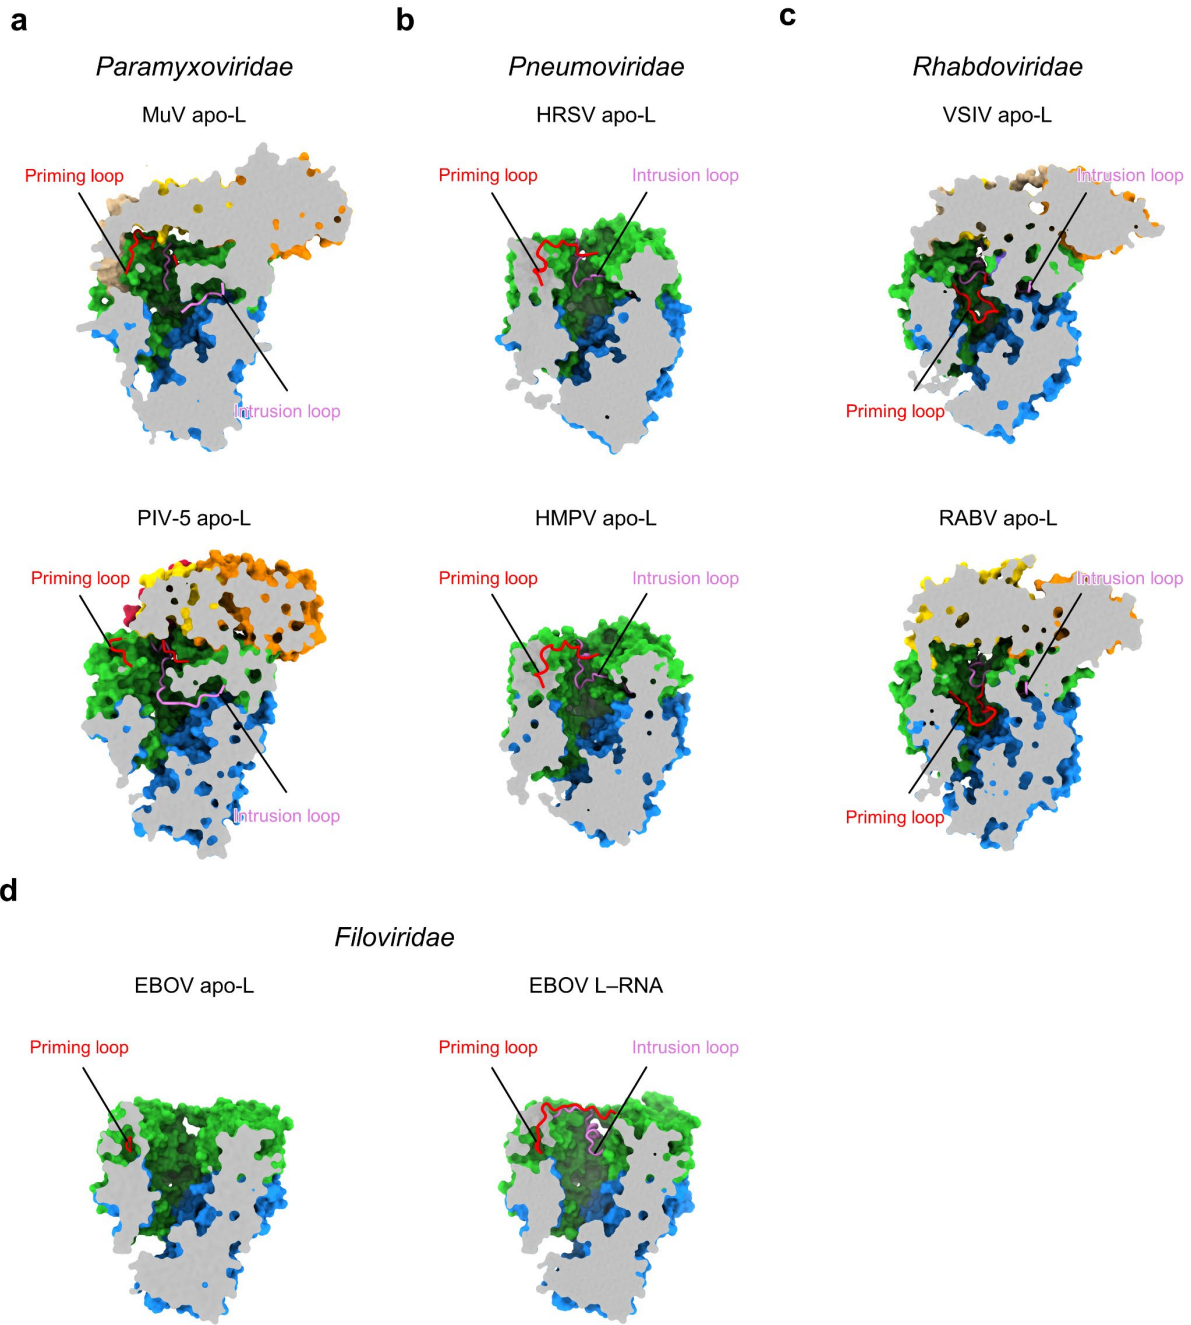 a
b
c
Paramyxoviridae
Pneumoviridae
Rhabdoviridae
MuV apo-L
HRSV apo-L
VSIV apo-L
Priming loop
Priming loop
Intrusion loop
Intrusion loop
Intrusion loop
Priming loop
PIV-5 apo-L
HMPV apo-L
RABV apo-L
Priming loop
Priming loop
Intrusion loop
Intrusion loop
Intrusion loop
Priming loop
d
Filoviridae
EBOV apo-L
EBOV L–RNA
Priming loop
Priming loop
Intrusion loop